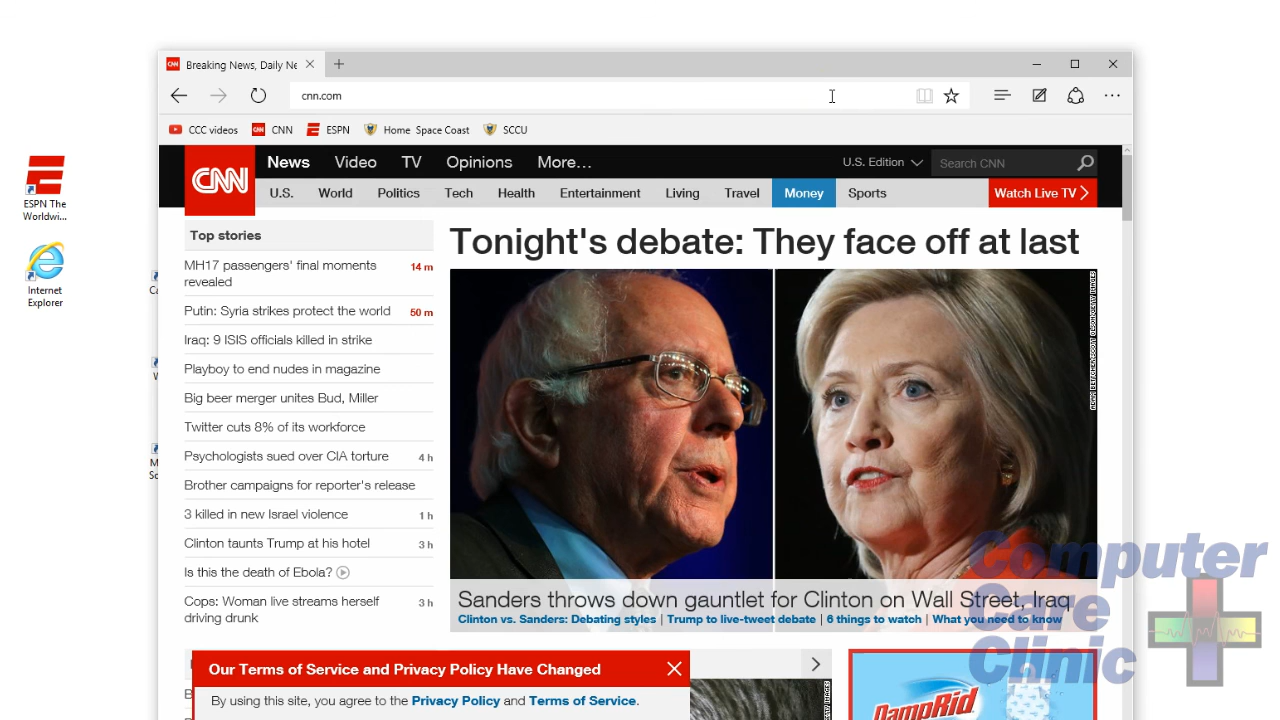 Breaking News, Daily Ne
cnn.com
CCC videos CNN ESPN Home Space Coast SCCU
CNN News Video TV Opinions More... U.S. Edition Search CNN
U.S. World Politics Tech Health Entertainment Living Travel Money Sports Watch Live TV
Top stories
MH17 passengers' final moments 14 m
revealed
Putin: Syria strikes protect the world 50 m
Iraq: 9 ISIS officials killed in strike
Playboy to end nudes in magazine
Big beer merger unites Bud, Miller
Twitter cuts 8% of its workforce
Psychologists sued over CIA torture 4 h
Brother campaigns for reporter's release
3 killed in new Israel violence 1 h
Clinton taunts Trump at his hotel 3 h
Is this the death of Ebola?
Cops: Woman live streams herself 3 h
driving drunk
Tonight's debate: They face off at last
Sanders throws down gauntlet for Clinton on Wall Street, Iraq
Clinton vs. Sanders: Debating styles | Trump to live-tweet debate | 6 things to watch | What you need to know
Our Terms of Service and Privacy Policy Have Changed
By using this site, you agree to the Privacy Policy and Terms of Service.
DampRid
ESPN The
Worldwi...
Internet
Explorer
Computer
Care
Clinic